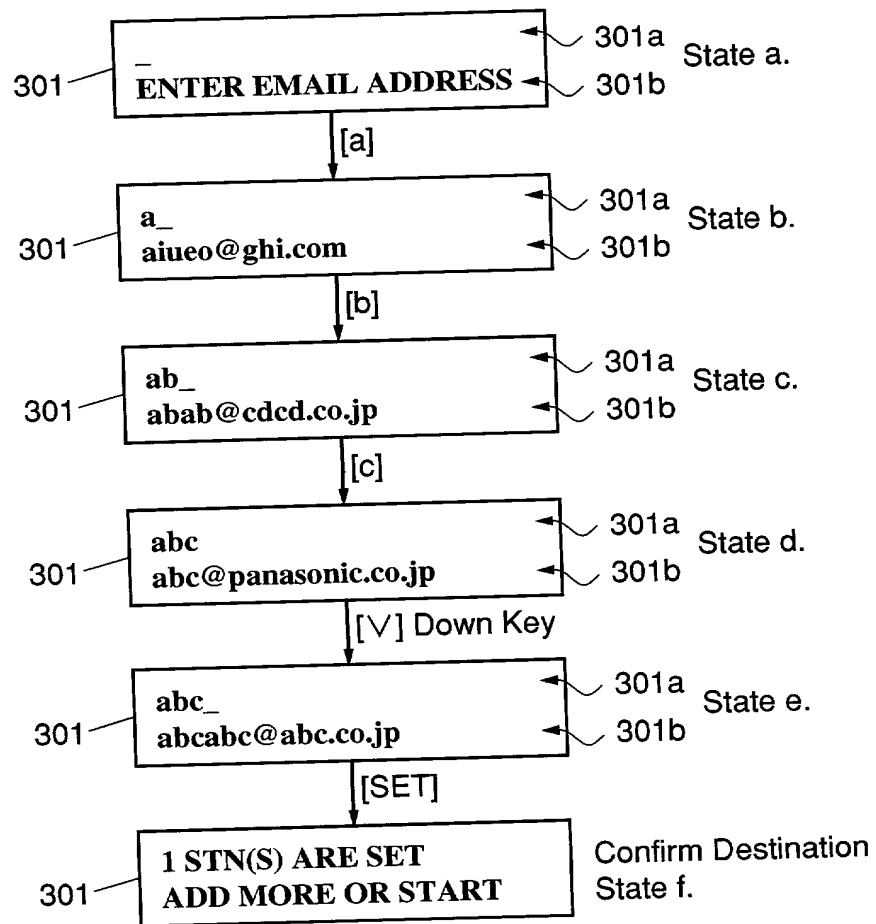 301a
301 _ State a.
ENTER EMAIL ADDRESS 301b
[a]
301a
301 a_ State b.
aiueo@ghi.com 301b
[b]
301a
301 ab_ State c.
abab@cdcd.co.jp 301b
[c]
301a
301 abc State d.
abc@panasonic.co.jp 301b
[∨] Down Key
301a
301 abc_ State e.
abcabc@abc.co.jp 301b
[SET]
1 STN(S) ARE SET Confirm Destination
301 ADD MORE OR START State f.